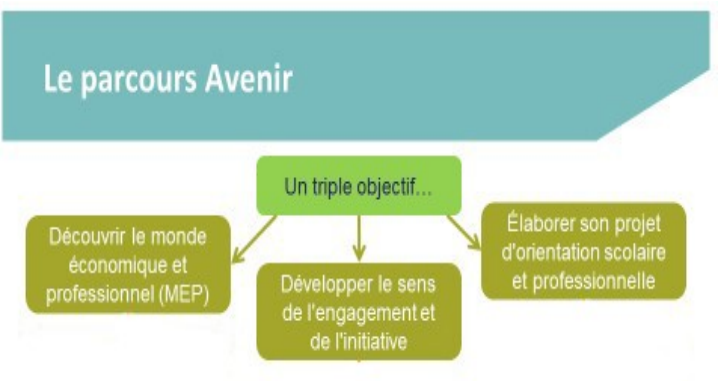 Le parcours Avenir
Un triple objectif...
Découvrir le monde
économique et
professionnel (MEP)
Développer le sens
de l'engagement et
de l'initiative
Élaborer son projet
d'orientation scolaire
et professionnelle